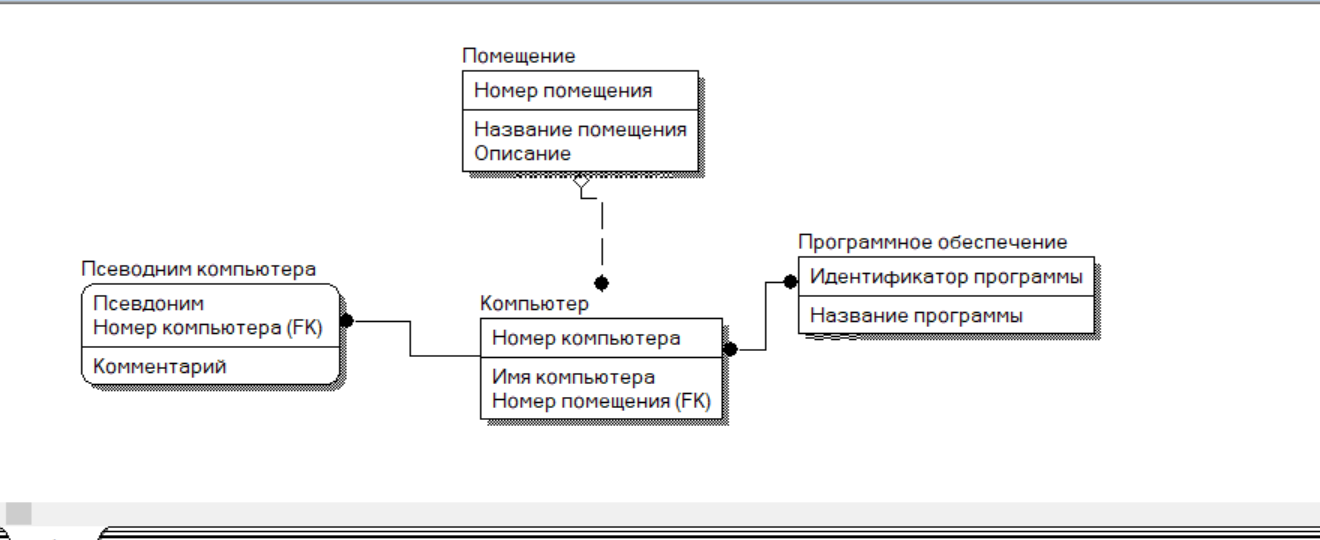 Помещение
Номер помещения
Название помещения
Описание
Программное обеспечение
Идентификатор программы
Название программы
Псеводним компьютера
Псевдоним
Номер компьютера (FK)
Комментарий
Компьютер
Номер компьютера
Имя компьютера
Номер помещения (FK)